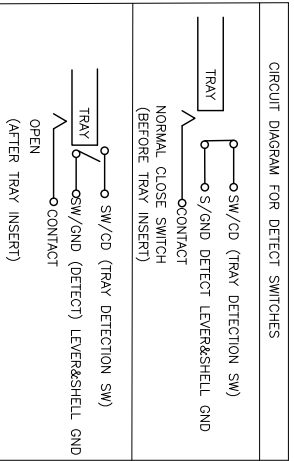 CIRCUIT DIAGRAM FOR DETECT SWITCHES
TRAY
SW/CD (TRAY DETECTION SW)
S/GND DETECT LEVER&SHELL GND
CONTACT
NORMAL CLOSE SWITCH
(BEFORE TRAY INSERT)
TRAY
SW/CD (TRAY DETECTION SW)
SW/GND (DETECT) LEVER&SHELL GND
CONTACT
OPEN
(AFTER TRAY INSERT)